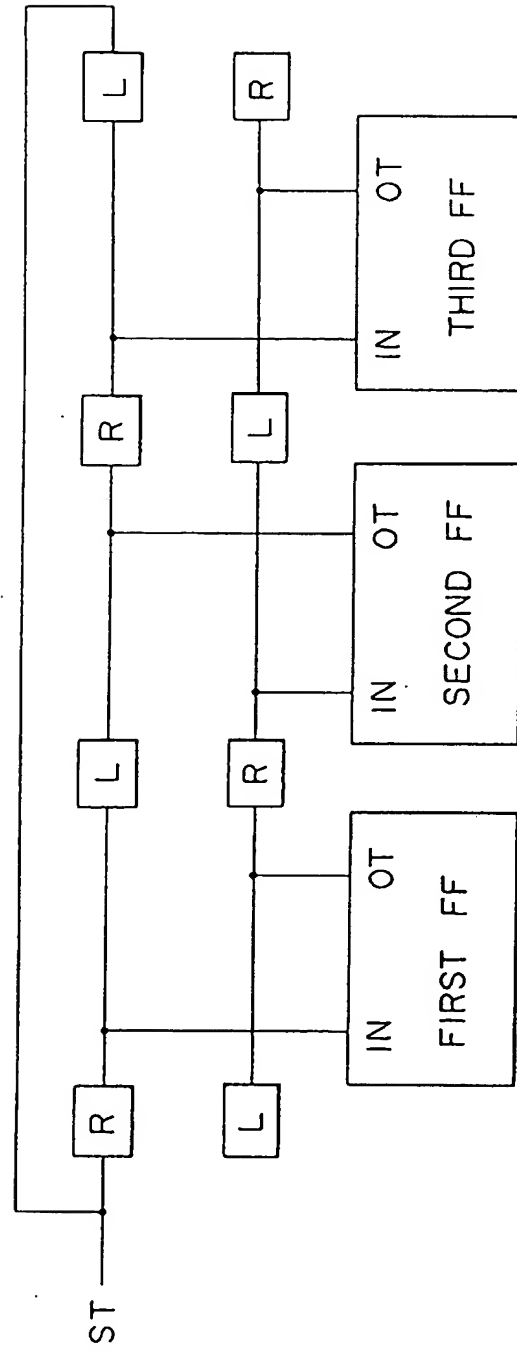 ST
R L R L
L R L R
IN OT IN OT IN OT
FIRST FF SECOND FF THIRD FF